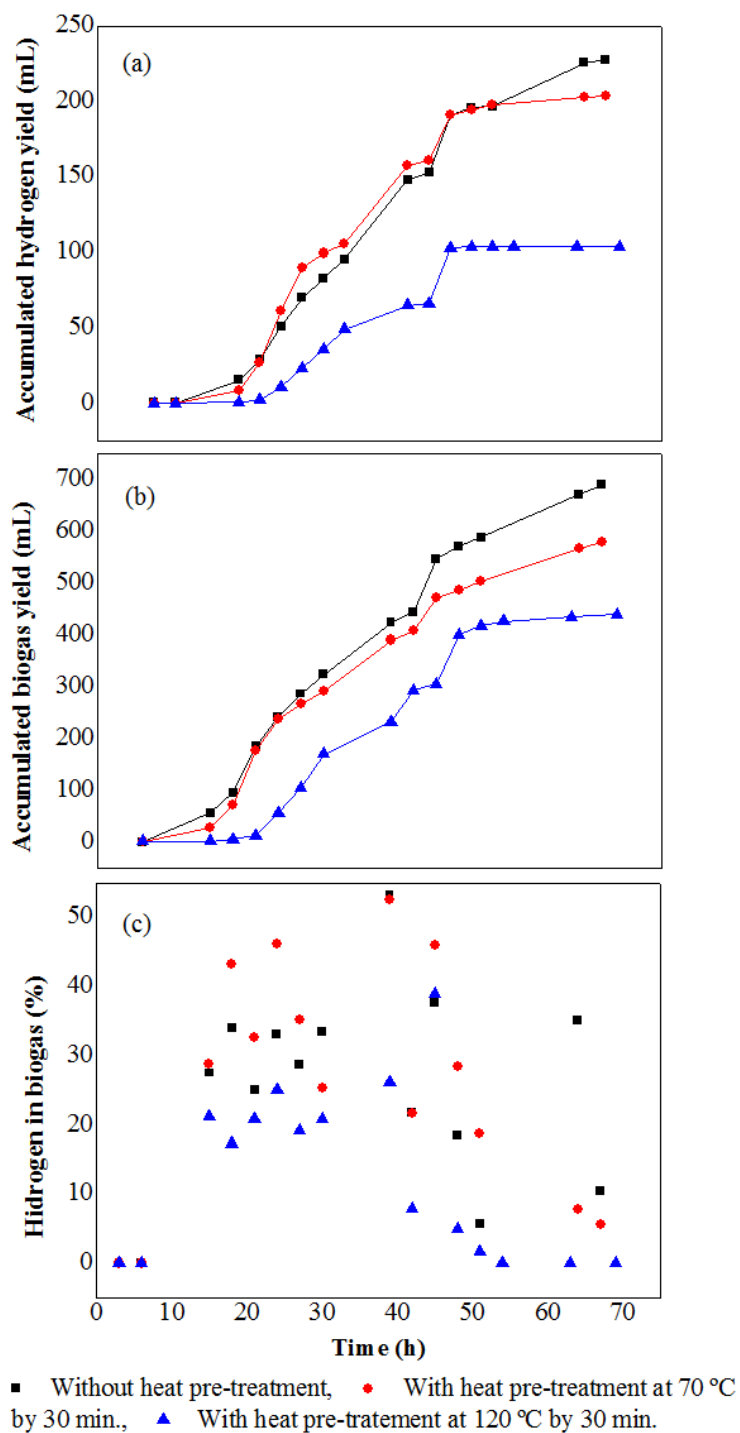 (a)
Accumulated hydrogen yield (mL)
250
200
150
100
50
0
(b)
Accumulated biogas yield (mL)
700
600
500
400
300
200
100
0
(c)
Hidrogen in biogas (%)
50
40
30
20
10
0
0 10 20 30 40 50 60 70
Time (h)
Without heat pre-treatment, With heat pre-treatment at 70 ºC
by 30 min., With heat pre-tratement at 120 ºC by 30 min.